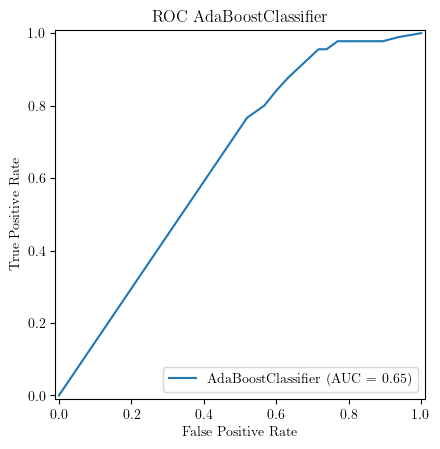 ROC AdaBoostClassifier
True Positive Rate
1.0
0.8
0.6
0.4
0.2
0.0
AdaBoostClassifier (AUC = 0.65)
0.0 0.2 0.4 0.6 0.8 1.0
False Positive Rate